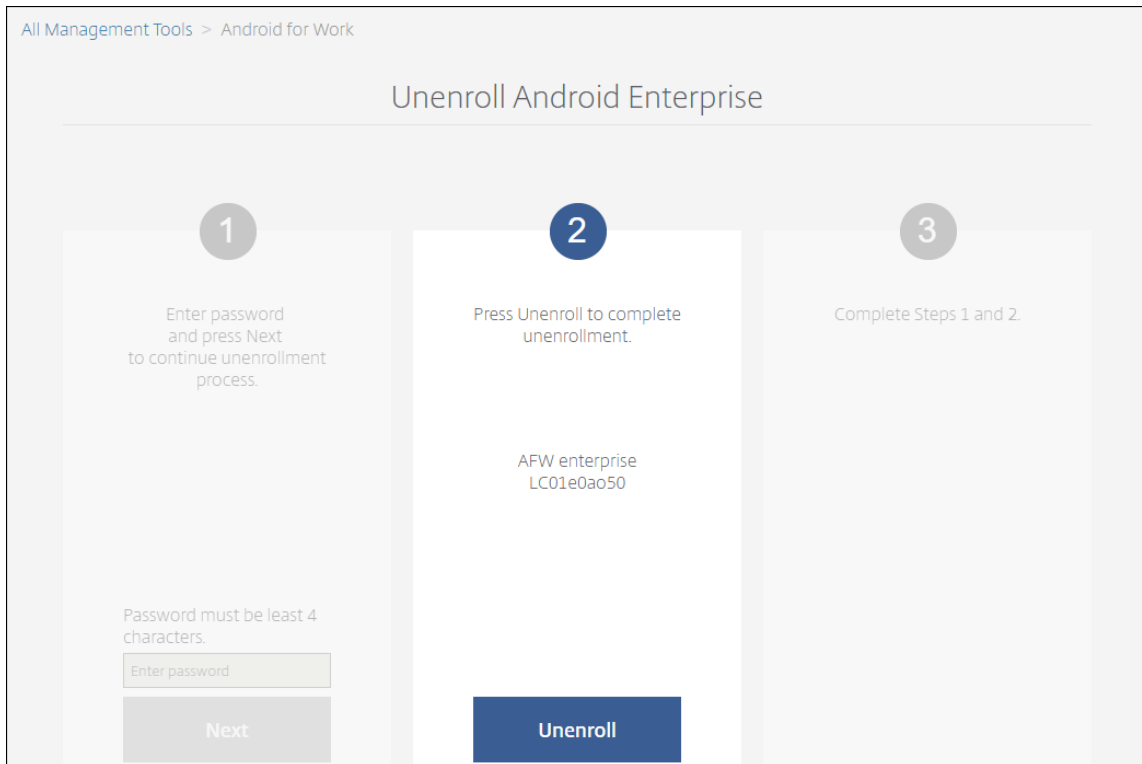 All Management Tools > Android for Work
Unenroll Android Enterprise
1
Enter password
and press Next
to continue unenrollment
process.
Password must be least 4
characters.
Enter password
Next
2
Press Unenroll to complete
unenrollment.
AFW enterprise
LC01e0ao50
Unenroll
3
Complete Steps 1 and 2.